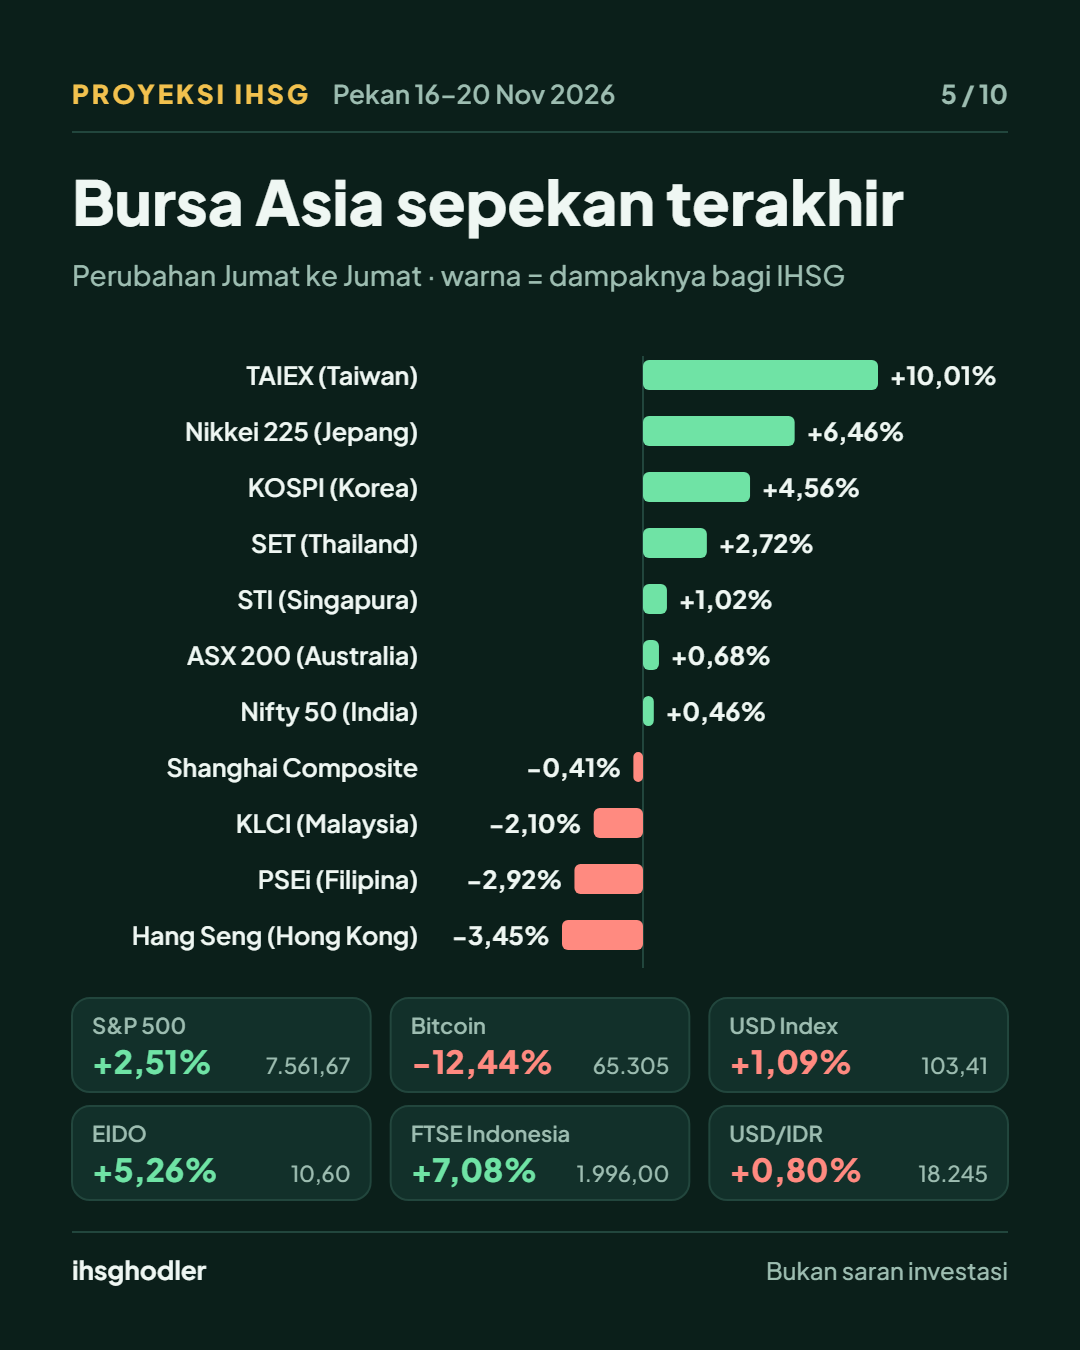 PROYEKSI IHSG Pekan 16–20 Nov 2026 5 / 10
Bursa Asia sepekan terakhir
Perubahan Jumat ke Jumat · warna = dampaknya bagi IHSG
TAIEX (Taiwan) +10,01%
Nikkei 225 (Jepang) +6,46%
KOSPI (Korea) +4,56%
SET (Thailand) +2,72%
STI (Singapura) +1,02%
ASX 200 (Australia) +0,68%
Nifty 50 (India) +0,46%
Shanghai Composite −0,41%
KLCI (Malaysia) −2,10%
PSEi (Filipina) −2,92%
Hang Seng (Hong Kong) −3,45%
S&P 500
+2,51% 7.561,67
Bitcoin
−12,44% 65.305
USD Index
+1,09% 103,41
EIDO
+5,26% 10,60
FTSE Indonesia
+7,08% 1.996,00
USD/IDR
+0,80% 18.245
ihsghodler Bukan saran investasi